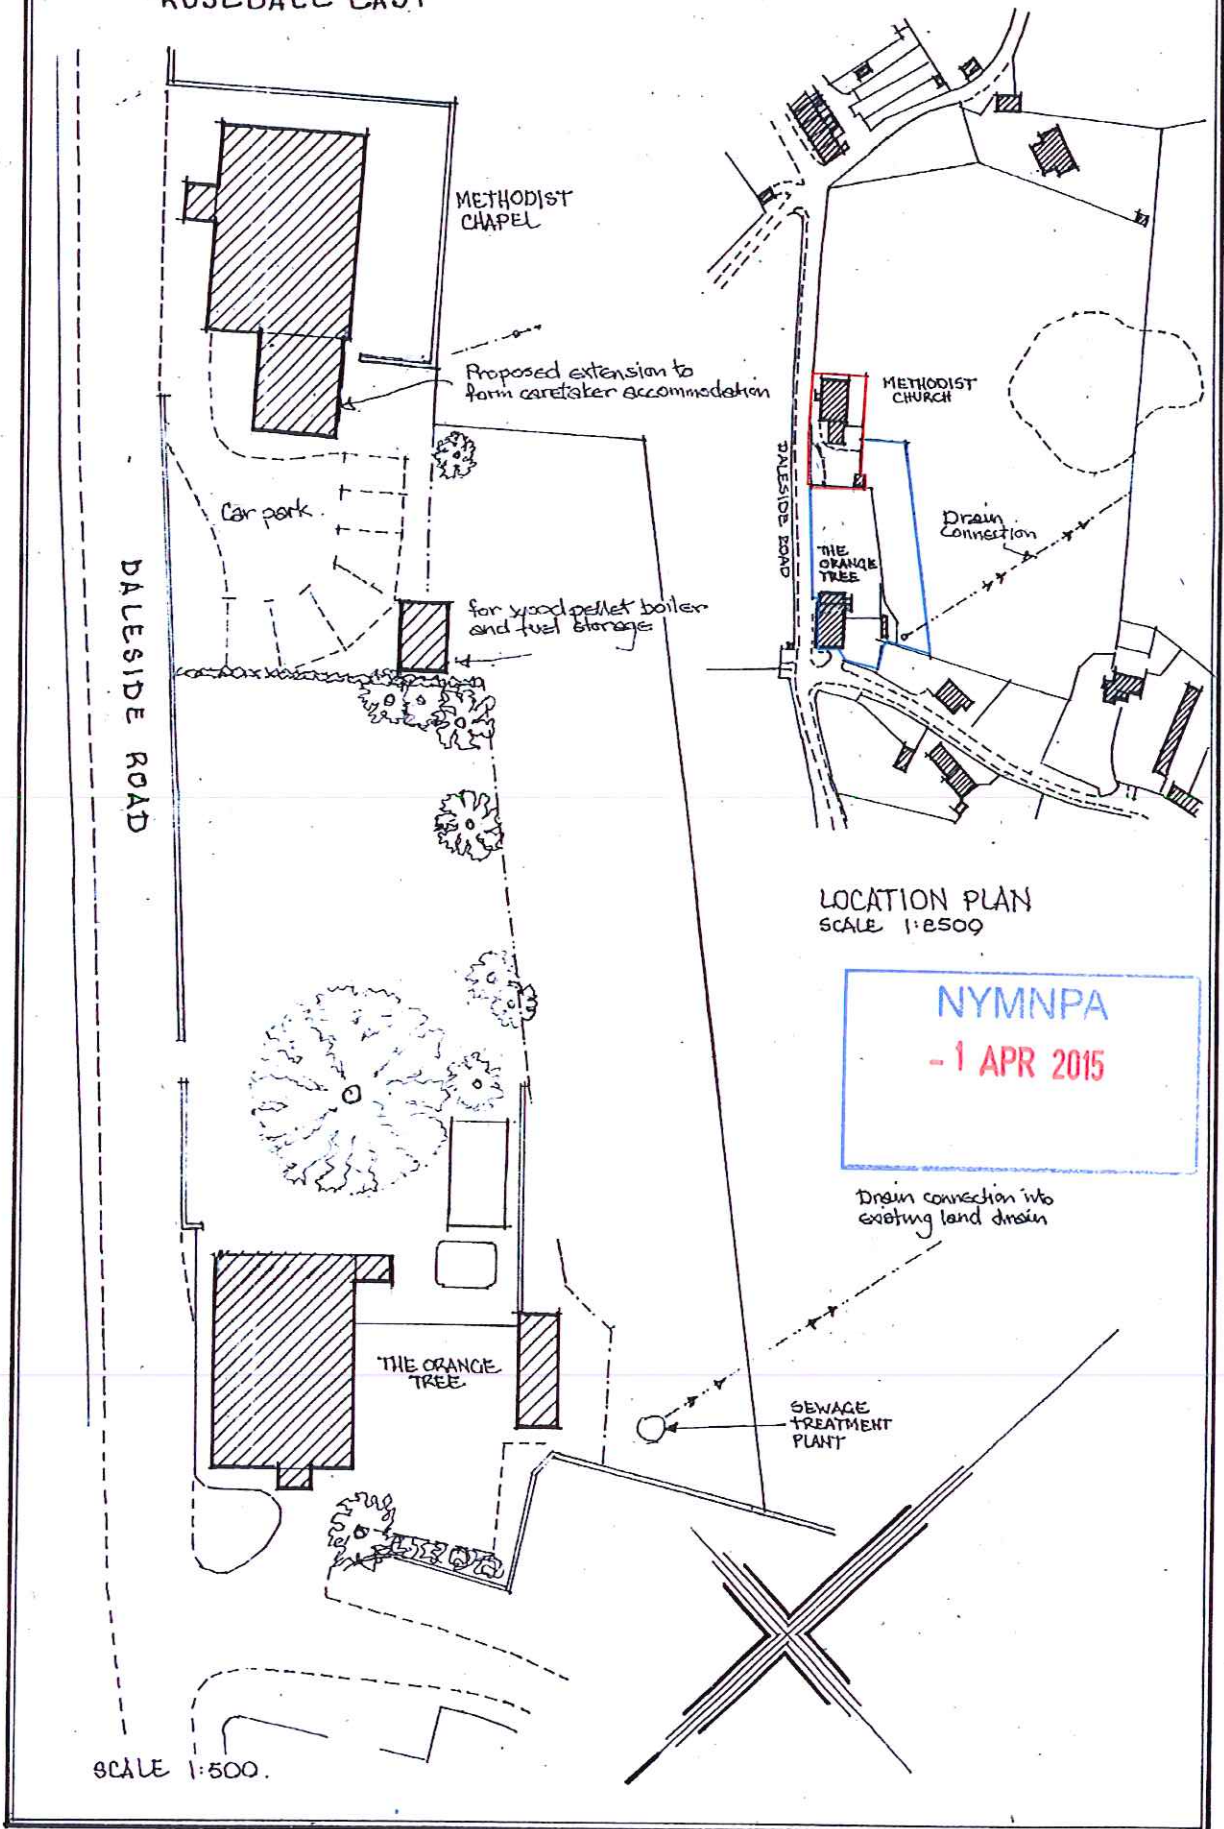 ROSEDALE EAST
METHODIST
CHAPEL
Proposed extension to
form caretaker accommodation
Car park.
for wood pellet boiler
and fuel storage
DALESIDE ROAD
THE ORANGE
TREE
SEWAGE
TREATMENT
PLANT
Drain connection into
existing land drain
SCALE 1:500.
METHODIST
CHURCH
DALESIDE ROAD
THE
ORANGE
TREE
Drain
Connection
LOCATION PLAN
SCALE 1:2500
NYMNPA
- 1 APR 2015